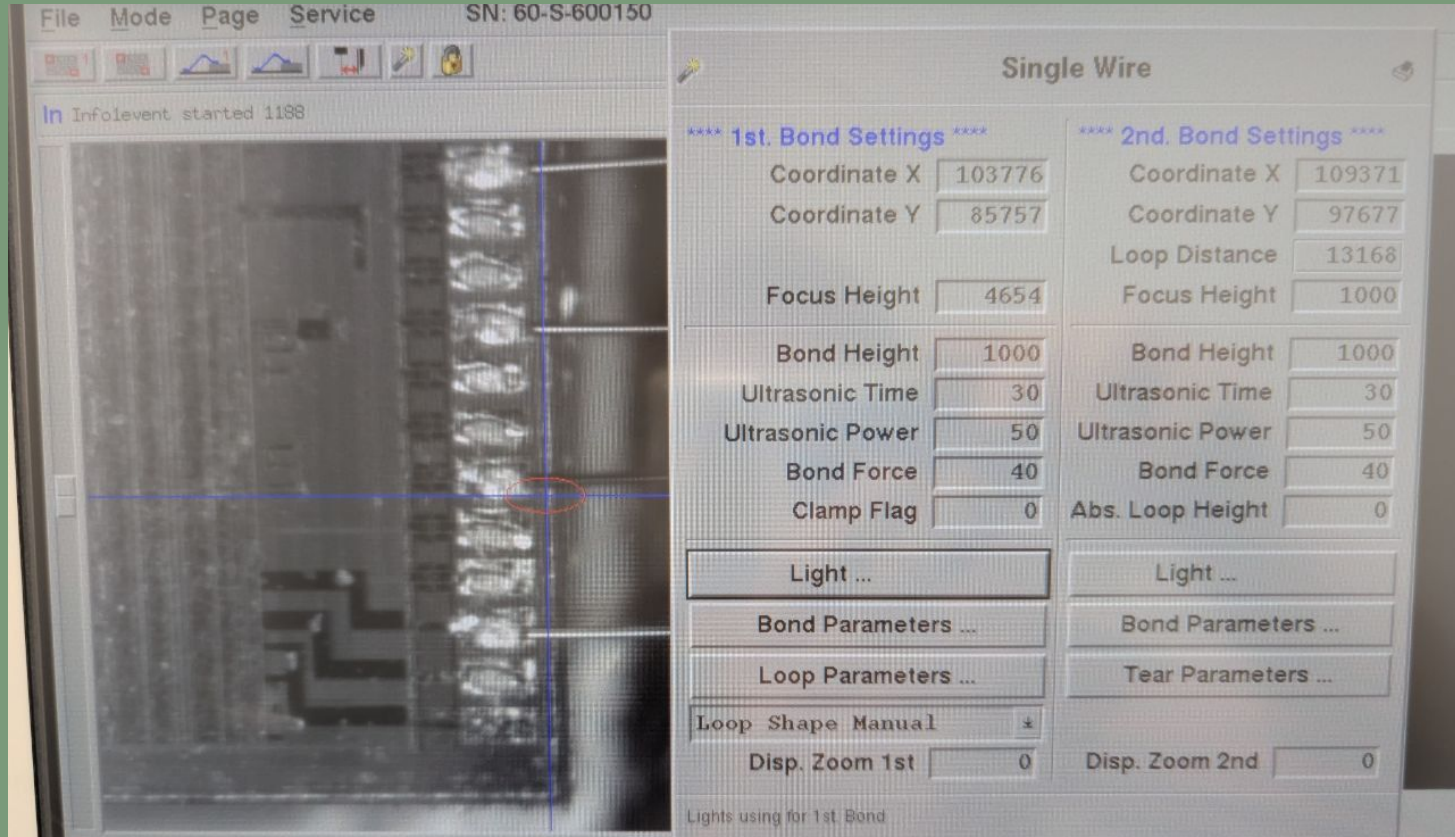 File Mode Page Service SN: 60-S-600150
In Infolevent started 1188
Single Wire
**** 1st. Bond Settings ****
Coordinate X 103776
Coordinate Y 85757
Focus Height 4654
Bond Height 1000
Ultrasonic Time 30
Ultrasonic Power 50
Bond Force 40
Clamp Flag 0
Light ...
Bond Parameters ...
Loop Parameters ...
Loop Shape Manual
Disp. Zoom 1st 0
**** 2nd. Bond Settings ****
Coordinate X 109371
Coordinate Y 97677
Loop Distance 13168
Focus Height 1000
Bond Height 1000
Ultrasonic Time 30
Ultrasonic Power 50
Bond Force 40
Abs. Loop Height 0
Light ...
Bond Parameters ...
Tear Parameters ...
Disp. Zoom 2nd 0
Lights using for 1st. Bond